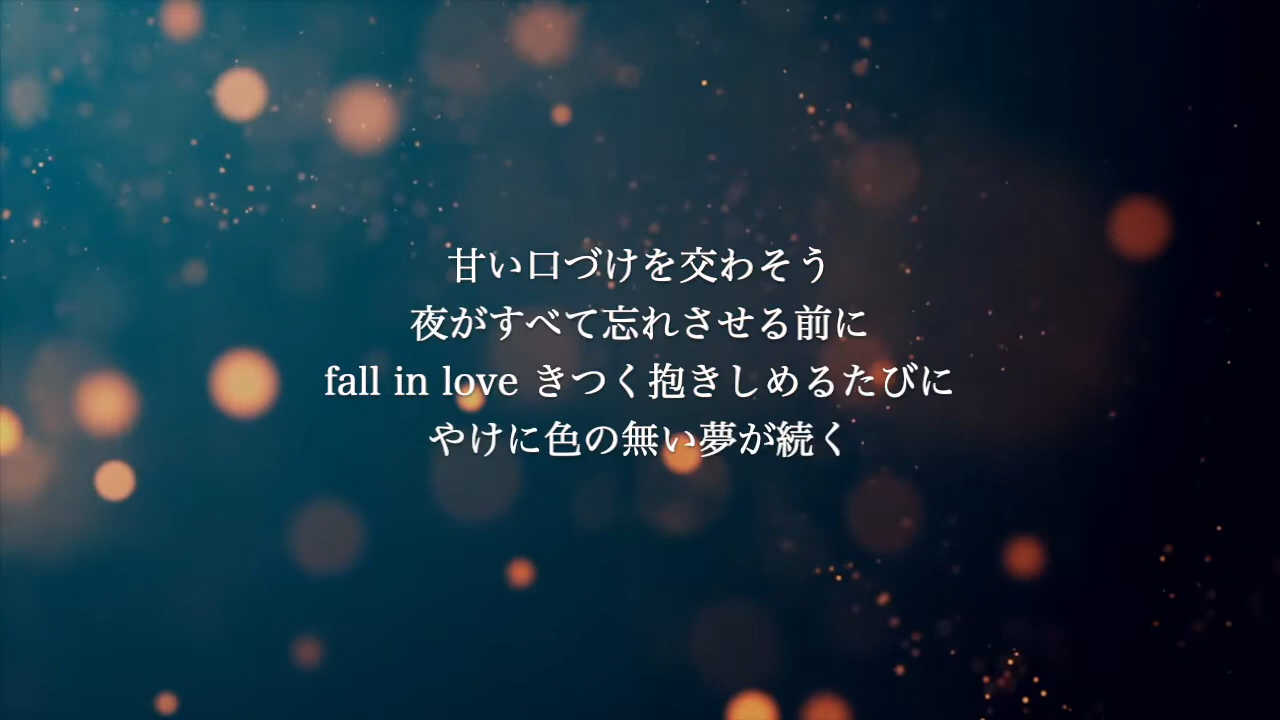 甘い口づけを交わそう
夜がすべて忘れさせる前に
fall in love きつく抱きしめるたびに
やけに色の無い夢が続く